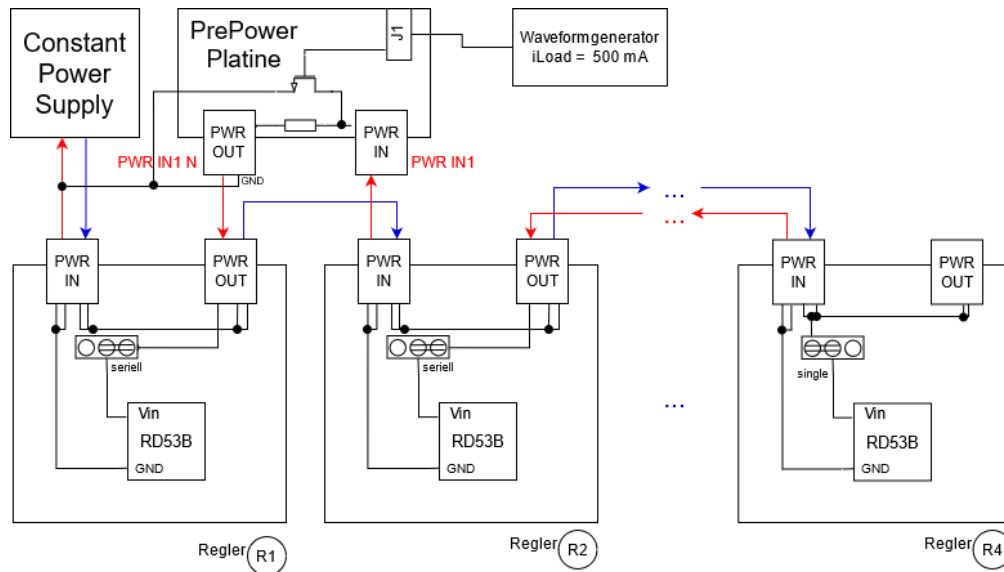 Constant
Power
Supply
PrePower
Platine
J1
Waveformgenerator
iLoad = 500 mA
PWR
OUT
PWR
IN
PWR IN1 N
PWR IN1
GND
...
...
PWR
IN
PWR
OUT
PWR
IN
PWR
OUT
PWR
IN
PWR
OUT
seriell
seriell
single
Vin
RD53B
GND
Vin
RD53B
GND
...
Vin
RD53B
GND
Regler R1
Regler R2
Regler R4